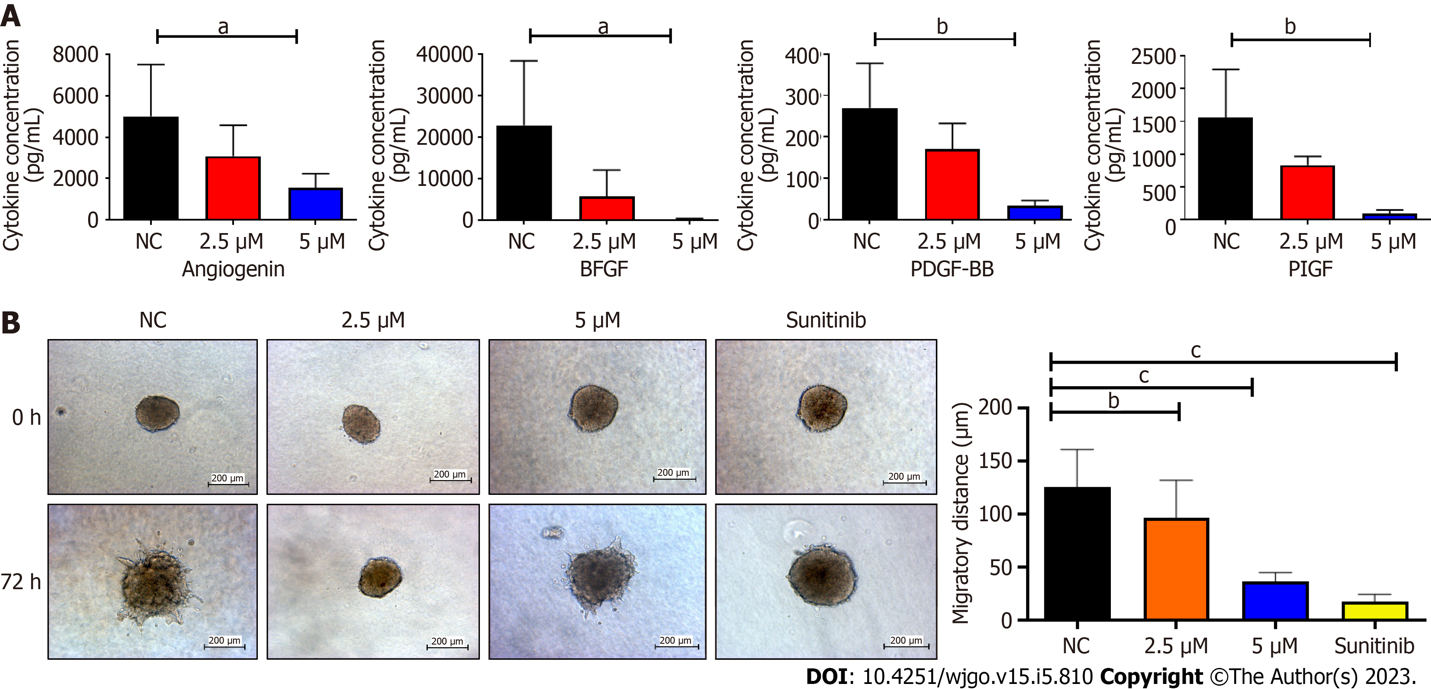 A
a
Cytokine concentration
(pg/mL)
8000
6000
4000
2000
0
NC 2.5 µM 5 µM
Angiogenin
a
Cytokine concentration
(pg/mL)
40000
30000
20000
10000
0
NC 2.5 µM 5 µM
BFGF
b
Cytokine concentration
(pg/mL)
400
300
200
100
0
NC 2.5 µM 5 µM
PDGF-BB
b
Cytokine concentration
(pg/mL)
2500
2000
1500
1000
500
0
NC 2.5 µM 5 µM
PIGF
B
NC 2.5 µM 5 µM Sunitinib
0 h
200 µm 200 µm 200 µm 200 µm
72 h
200 µm 200 µm 200 µm 200 µm
c
c
b
Migratory distance (µm)
200
150
100
50
0
NC 2.5 µM 5 µM Sunitinib
DOI: 10.4251/wjgo.v15.i5.810 Copyright ©The Author(s) 2023.